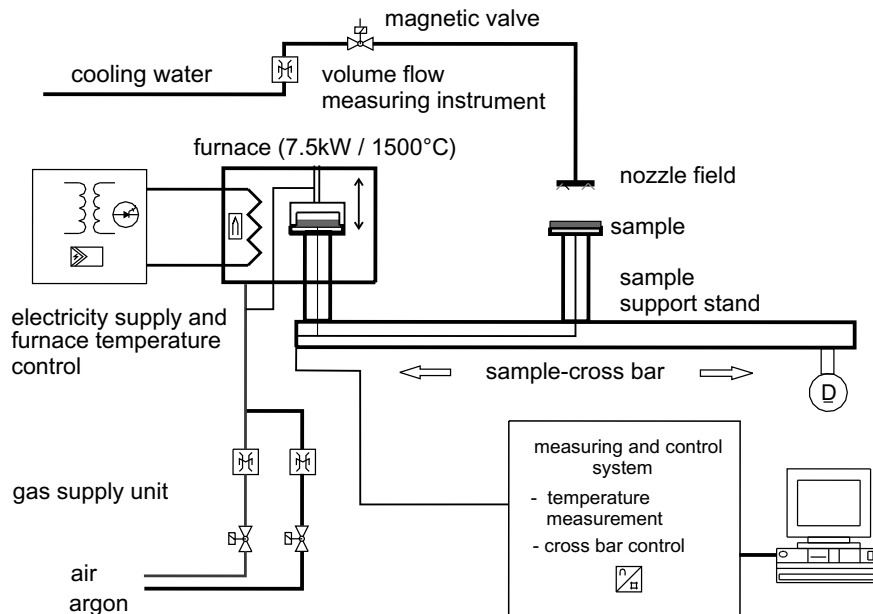 magnetic valve
cooling water
volume flow
measuring instrument
furnace (7.5kW / 1500°C)
nozzle field
sample
sample
support stand
electricity supply and
furnace temperature
control
sample-cross bar
D
measuring and control
system
- temperature
measurement
- cross bar control
gas supply unit
air
argon